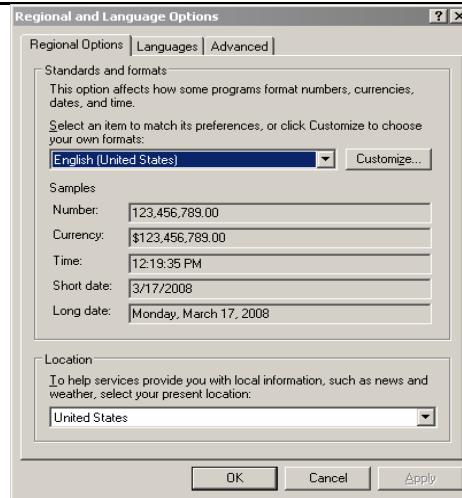 Regional and Language Options
Regional Options Languages Advanced
Standards and formats
This option affects how some programs format numbers, currencies,
dates, and time.
Select an item to match its preferences, or click Customize to choose
your own formats:
English (United States) Customize...
Samples
Number: 123,456,789.00
Currency: $123,456,789.00
Time: 12:19:35 PM
Short date: 3/17/2008
Long date: Monday, March 17, 2008
Location
To help services provide you with local information, such as news and
weather, select your present location:
United States
OK Cancel Apply